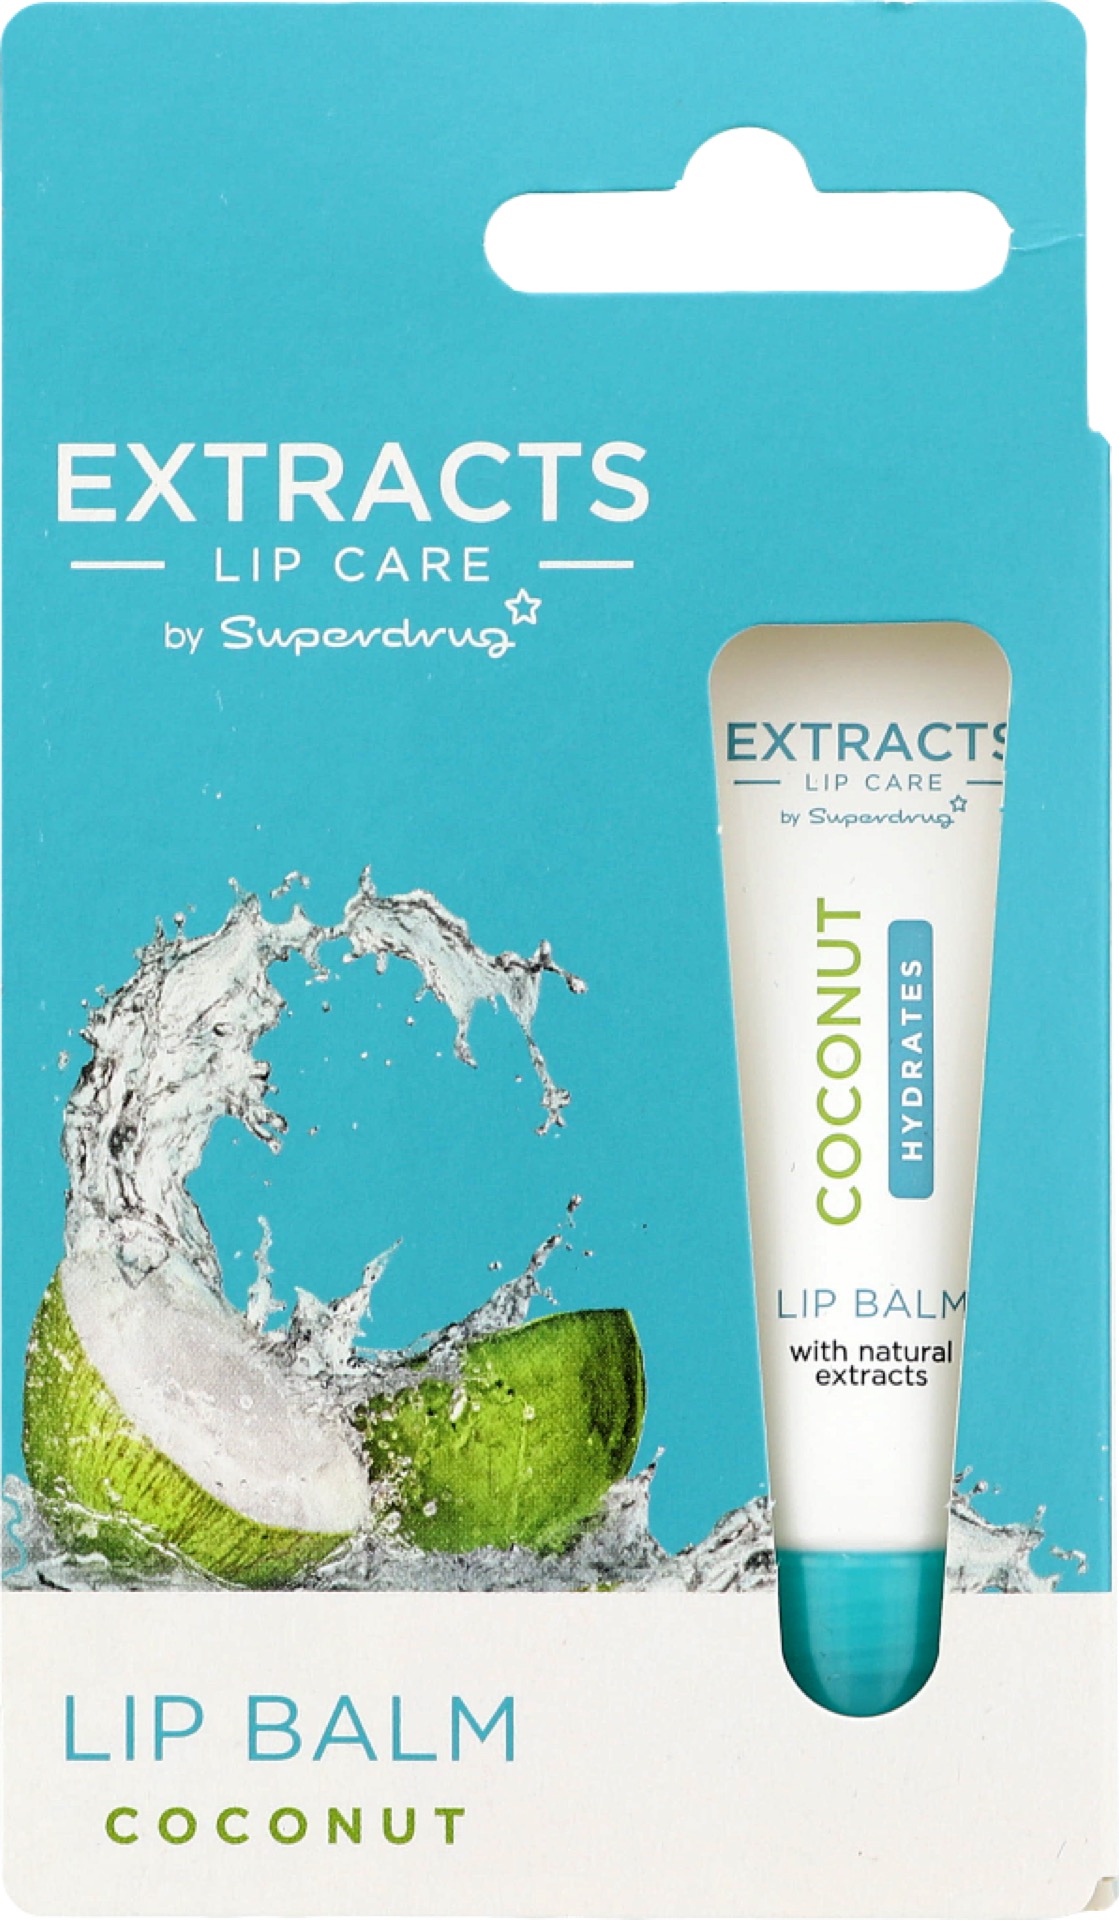 EXTRACTS
LIP CARE
by Superdrug
EXTRACTS
LIP CARE
by Superdrug
COCONUT
HYDRATES
LIP BALM
with natural
extracts
LIP BALM
COCONUT